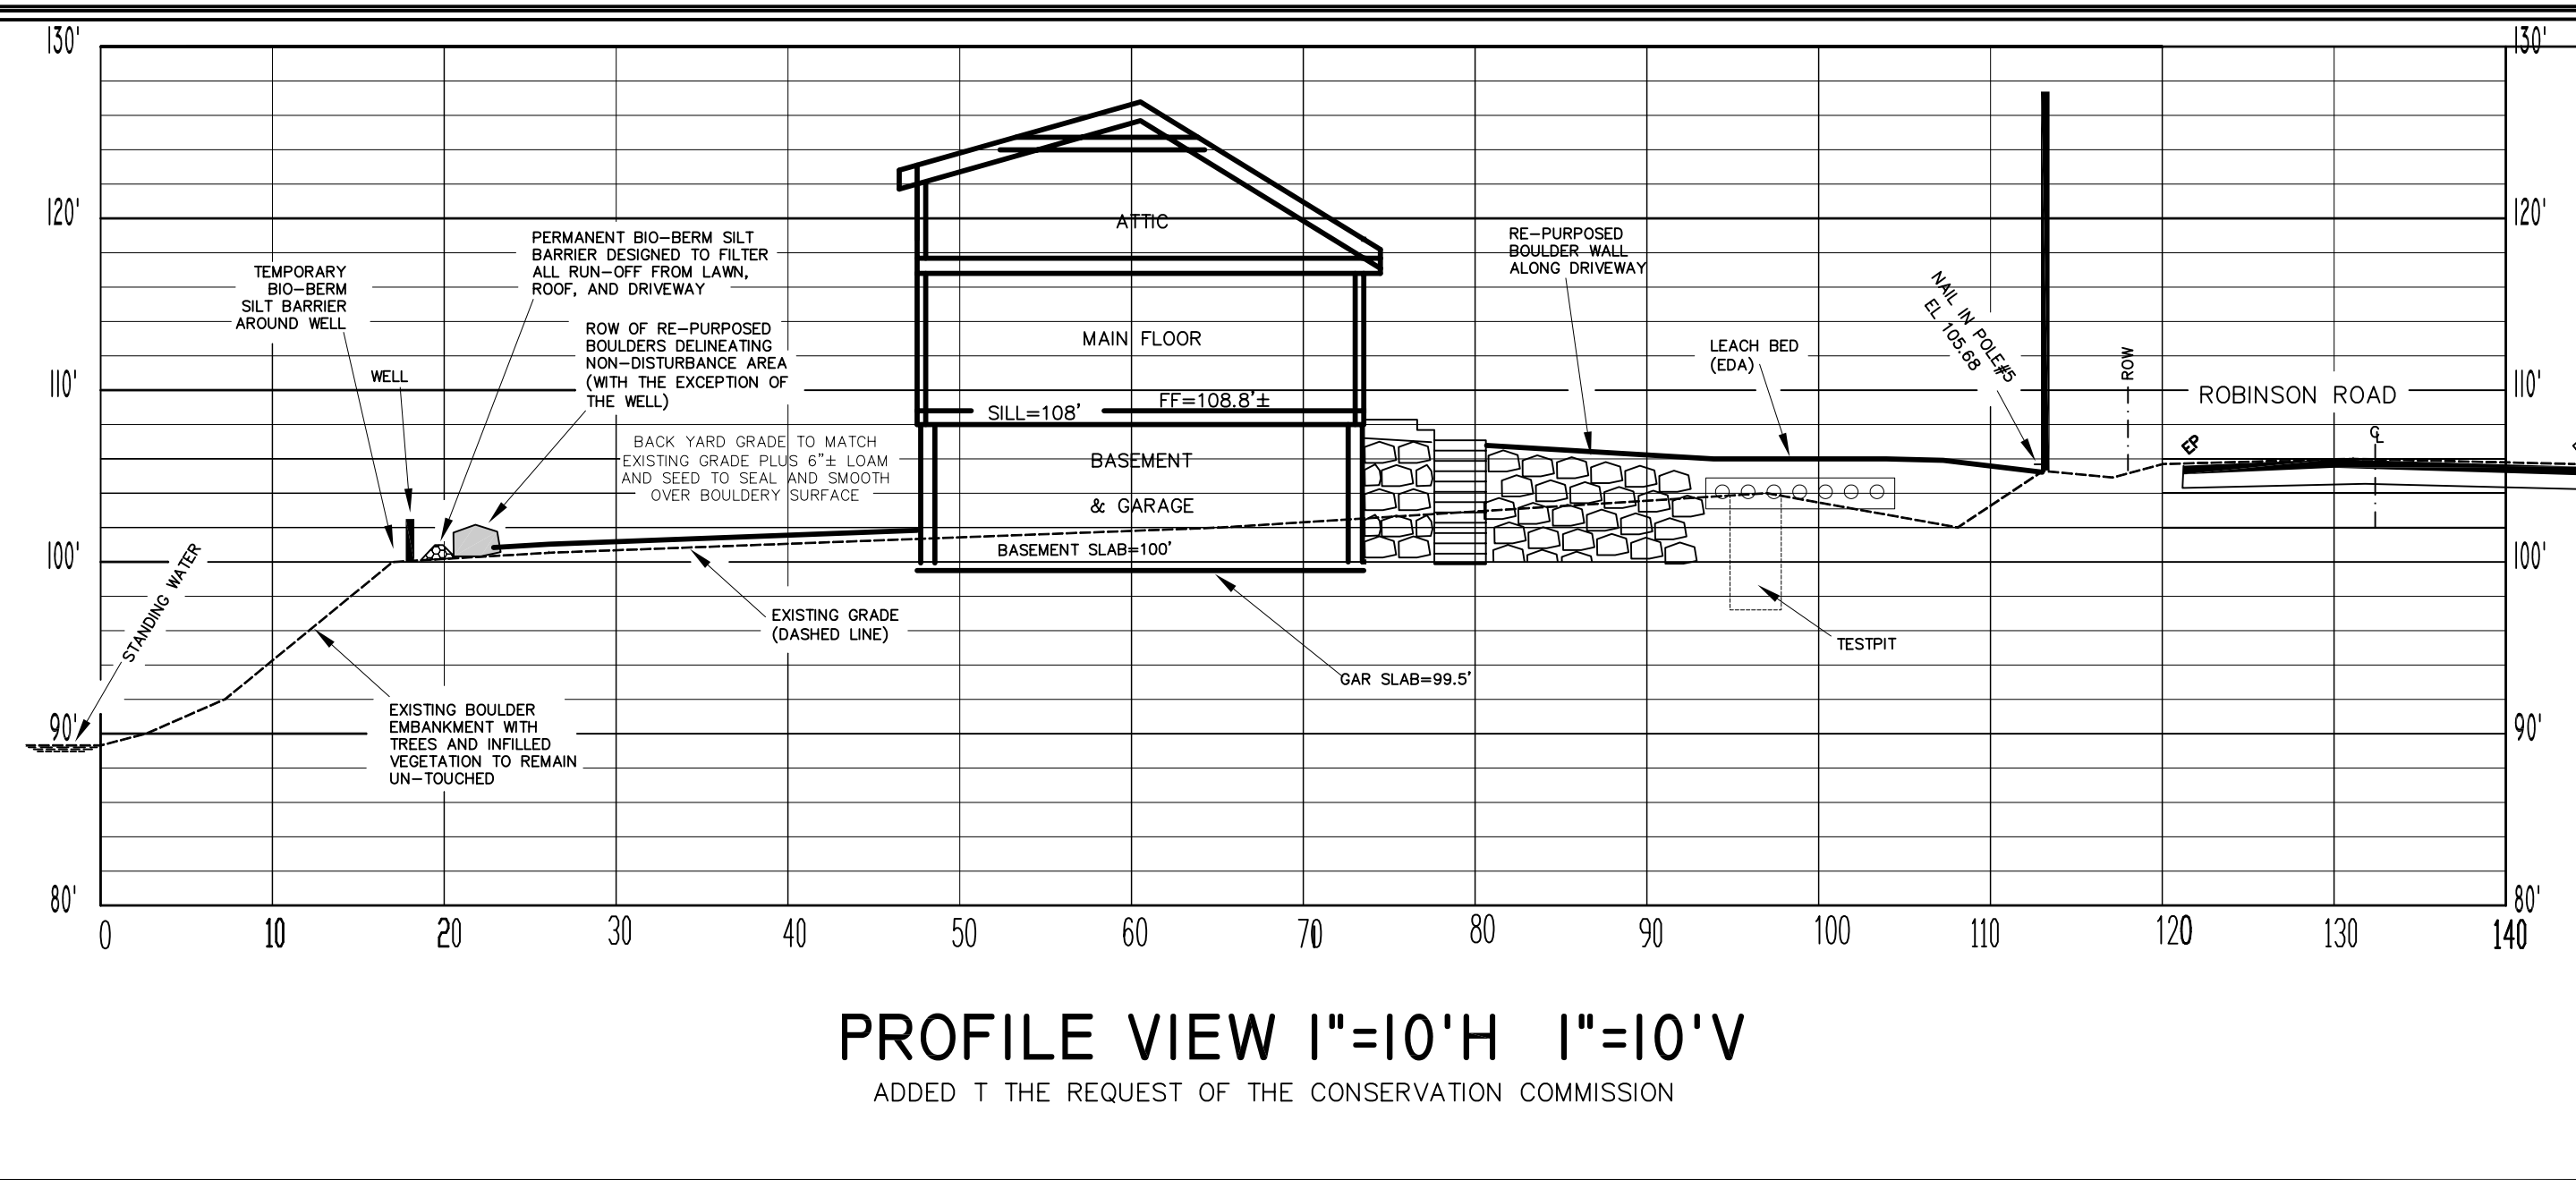 130'
130'
120'
120'
110'
110'
100'
100'
90'
90'
80'
80'
TEMPORARY
BIO-BERM
SILT BARRIER
AROUND WELL
PERMANENT BIO-BERM SILT
BARRIER DESIGNED TO FILTER
ALL RUN-OFF FROM LAWN,
ROOF, AND DRIVEWAY
WELL
ROW OF RE-PURPOSED
BOULDERS DELINEATING
NON-DISTURBANCE AREA
(WITH THE EXCEPTION OF
THE WELL)
BACK YARD GRADE TO MATCH
EXISTING GRADE PLUS 6"± LOAM
AND SEED TO SEAL AND SMOOTH
OVER BOULDERY SURFACE
STANDING WATER
EXISTING BOULDER
EMBANKMENT WITH
TREES AND INFILLED
VEGETATION TO REMAIN
UN-TOUCHED
EXISTING GRADE
(DASHED LINE)
ATTIC
MAIN FLOOR
SILL=108'
FF=108.8'±
BASEMENT
& GARAGE
BASEMENT SLAB=100'
GAR SLAB=99.5'
RE-PURPOSED
BOULDER WALL
ALONG DRIVEWAY
LEACH BED
(EDA)
TESTPIT
NAIL IN POLE#5
EL 105.68
ROW
ROBINSON ROAD
EP
CL
0 10 20 30 40 50 60 70 80 90 100 110 120 130 140
PROFILE VIEW 1"=10'H 1"=10'V
ADDED T THE REQUEST OF THE CONSERVATION COMMISSION